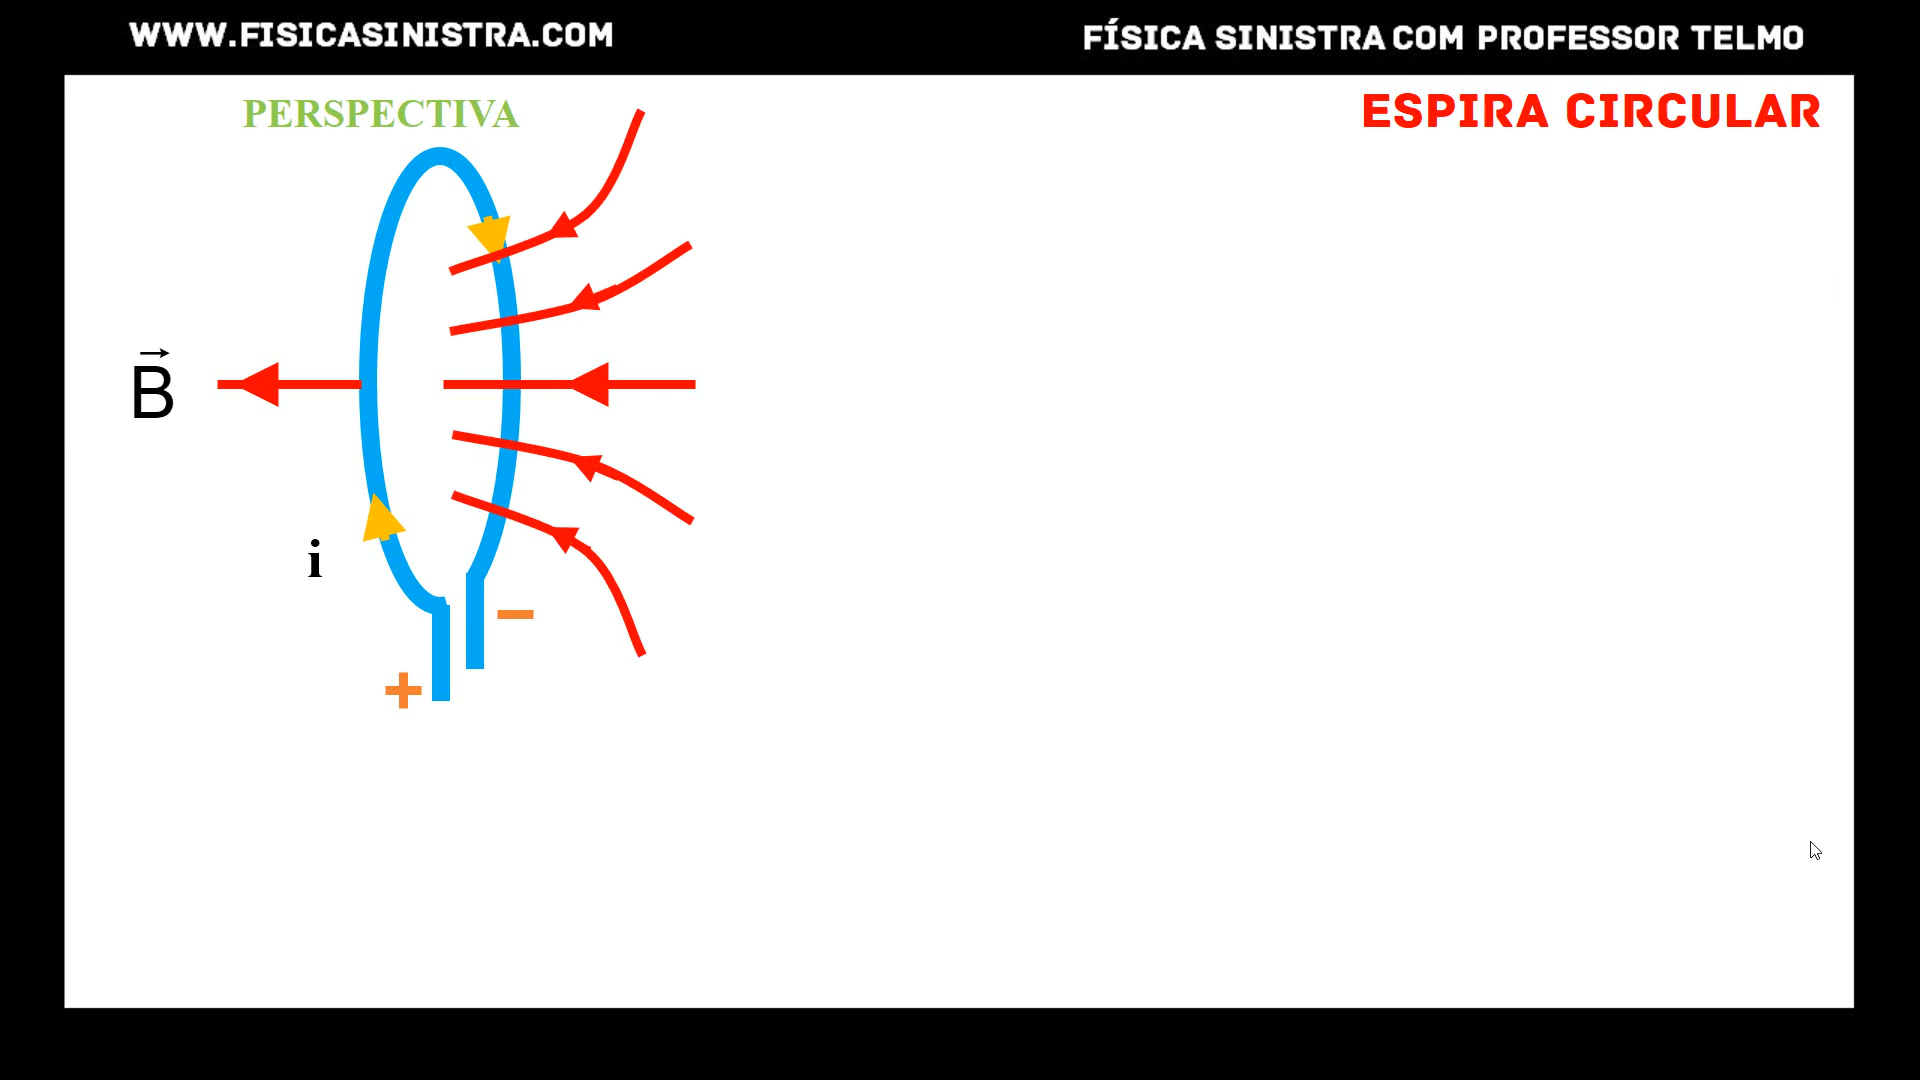 WWW.FISICASINISTRA.COM
FÍSICA SINISTRA COM PROFESSOR TELMO
PERSPECTIVA
ESPIRA CIRCULAR
B
i
−
+